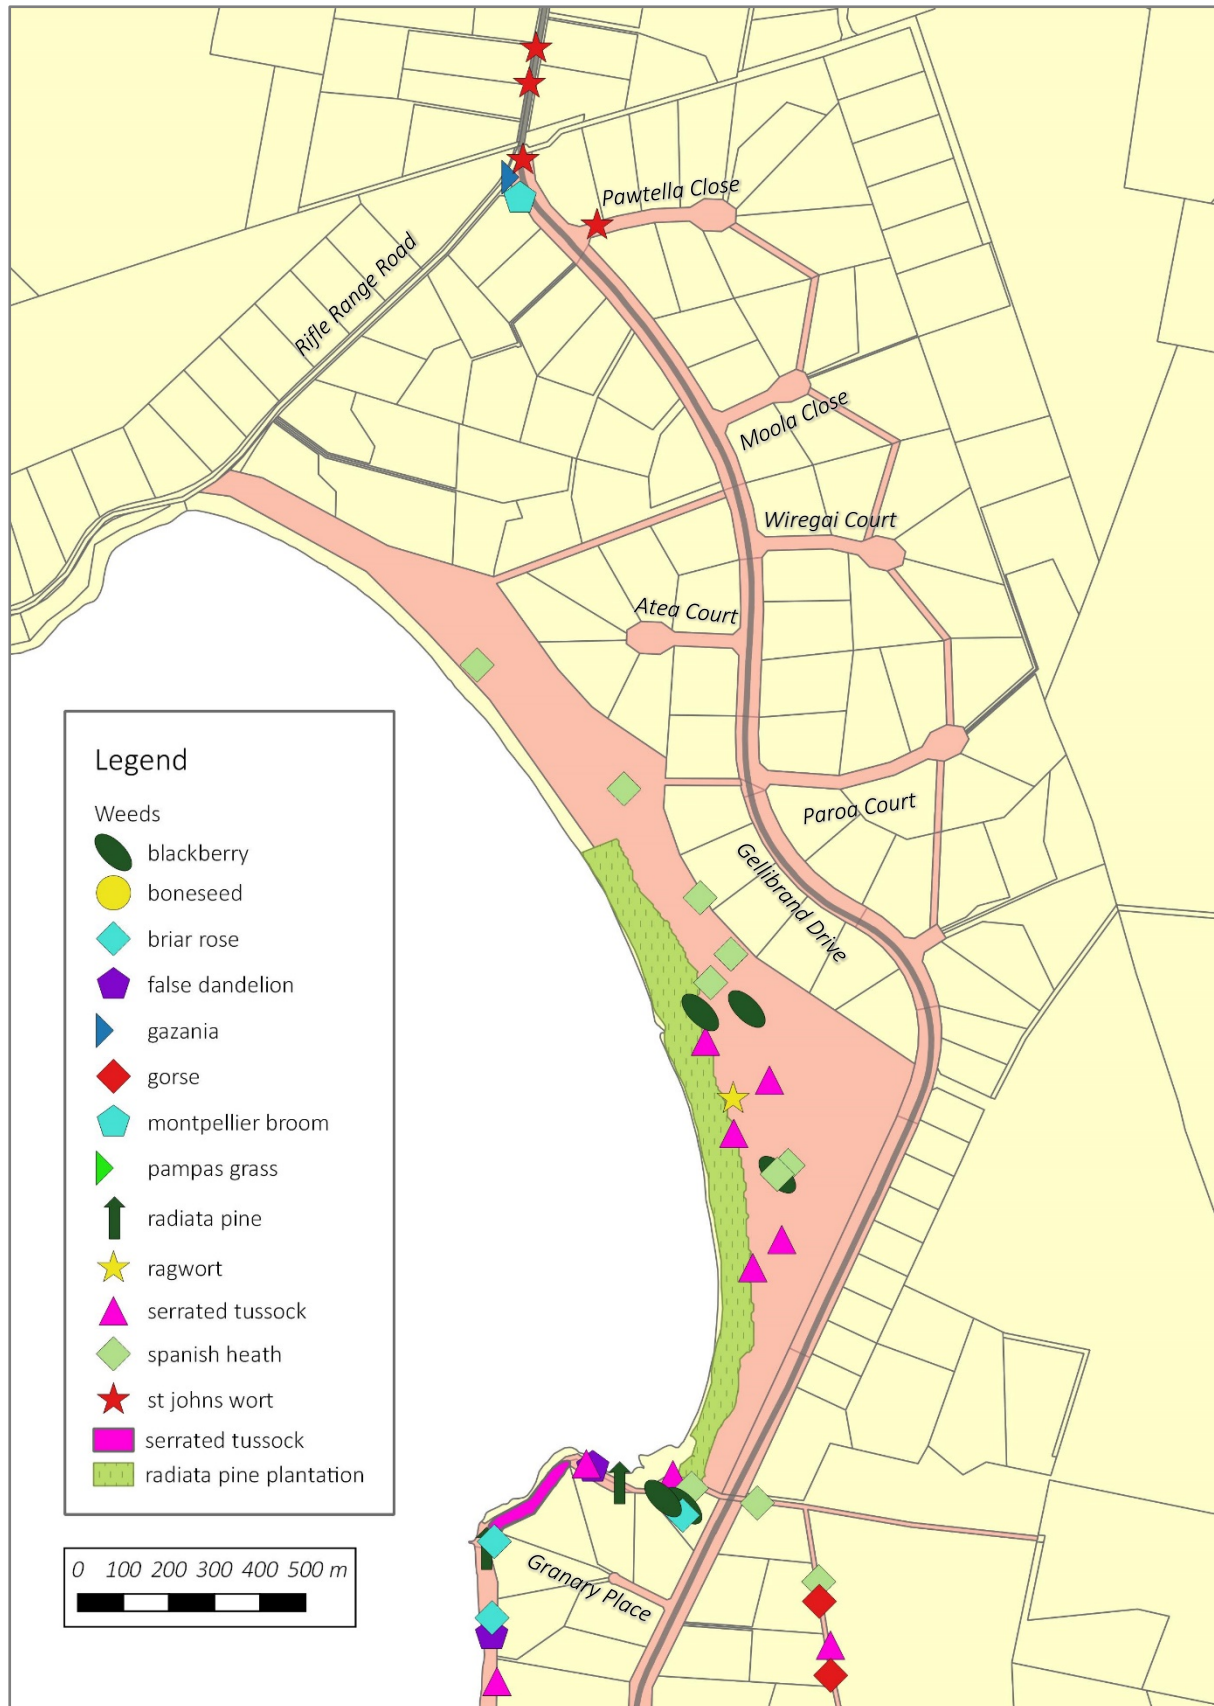 Pawtella Close
Rifle Range Road
Moola Close
Wiregai Court
Atea Court
Paroa Court
Gellibrand Drive
Legend
Weeds
blackberry
boneseed
briar rose
false dandelion
gazania
gorse
montpellier broom
pampas grass
radiata pine
ragwort
serrated tussock
spanish heath
st johns wort
serrated tussock
radiata pine plantation
0 100 200 300 400 500 m
Granary Place